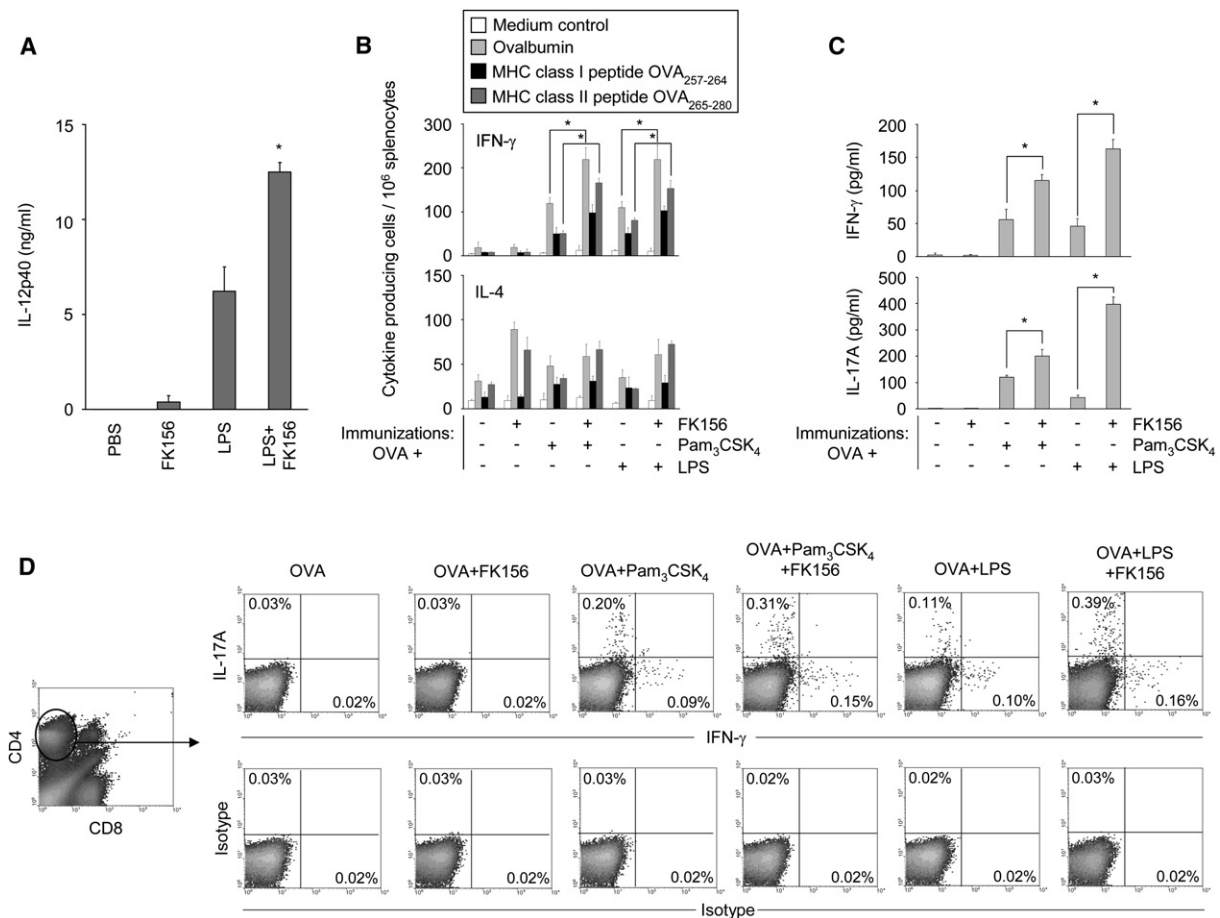 A
IL-12p40 (ng/ml)
15
10
5
0
PBS
FK156
LPS
LPS+
FK156
B
Medium control
Ovalbumin
MHC class I peptide OVA257-264
MHC class II peptide OVA265-280
Cytokine producing cells / 10⁶ splenocytes
300
200
100
0
IFN-γ
* *
* *
100
50
0
IL-4
Immunizations:
OVA +
- + - + - + FK156
- - + + - - Pam₃CSK₄
- - - - + + LPS
C
IFN-γ (pg/ml)
200
150
100
50
0
* *
IL-17A (pg/ml)
500
400
300
200
100
0
* *
Immunizations:
OVA +
- + - + - + FK156
- - + + - - Pam₃CSK₄
- - - - + + LPS
D
CD4
CD8
OVA
OVA+FK156
OVA+Pam₃CSK₄
OVA+Pam₃CSK₄
+FK156
OVA+LPS
OVA+LPS
+FK156
IL-17A
0.03% 0.03% 0.20% 0.31% 0.11% 0.39%
0.02% 0.02% 0.09% 0.15% 0.10% 0.16%
IFN-γ
Isotype
0.03% 0.03% 0.03% 0.02% 0.02% 0.03%
0.02% 0.02% 0.02% 0.02% 0.02% 0.02%
Isotype